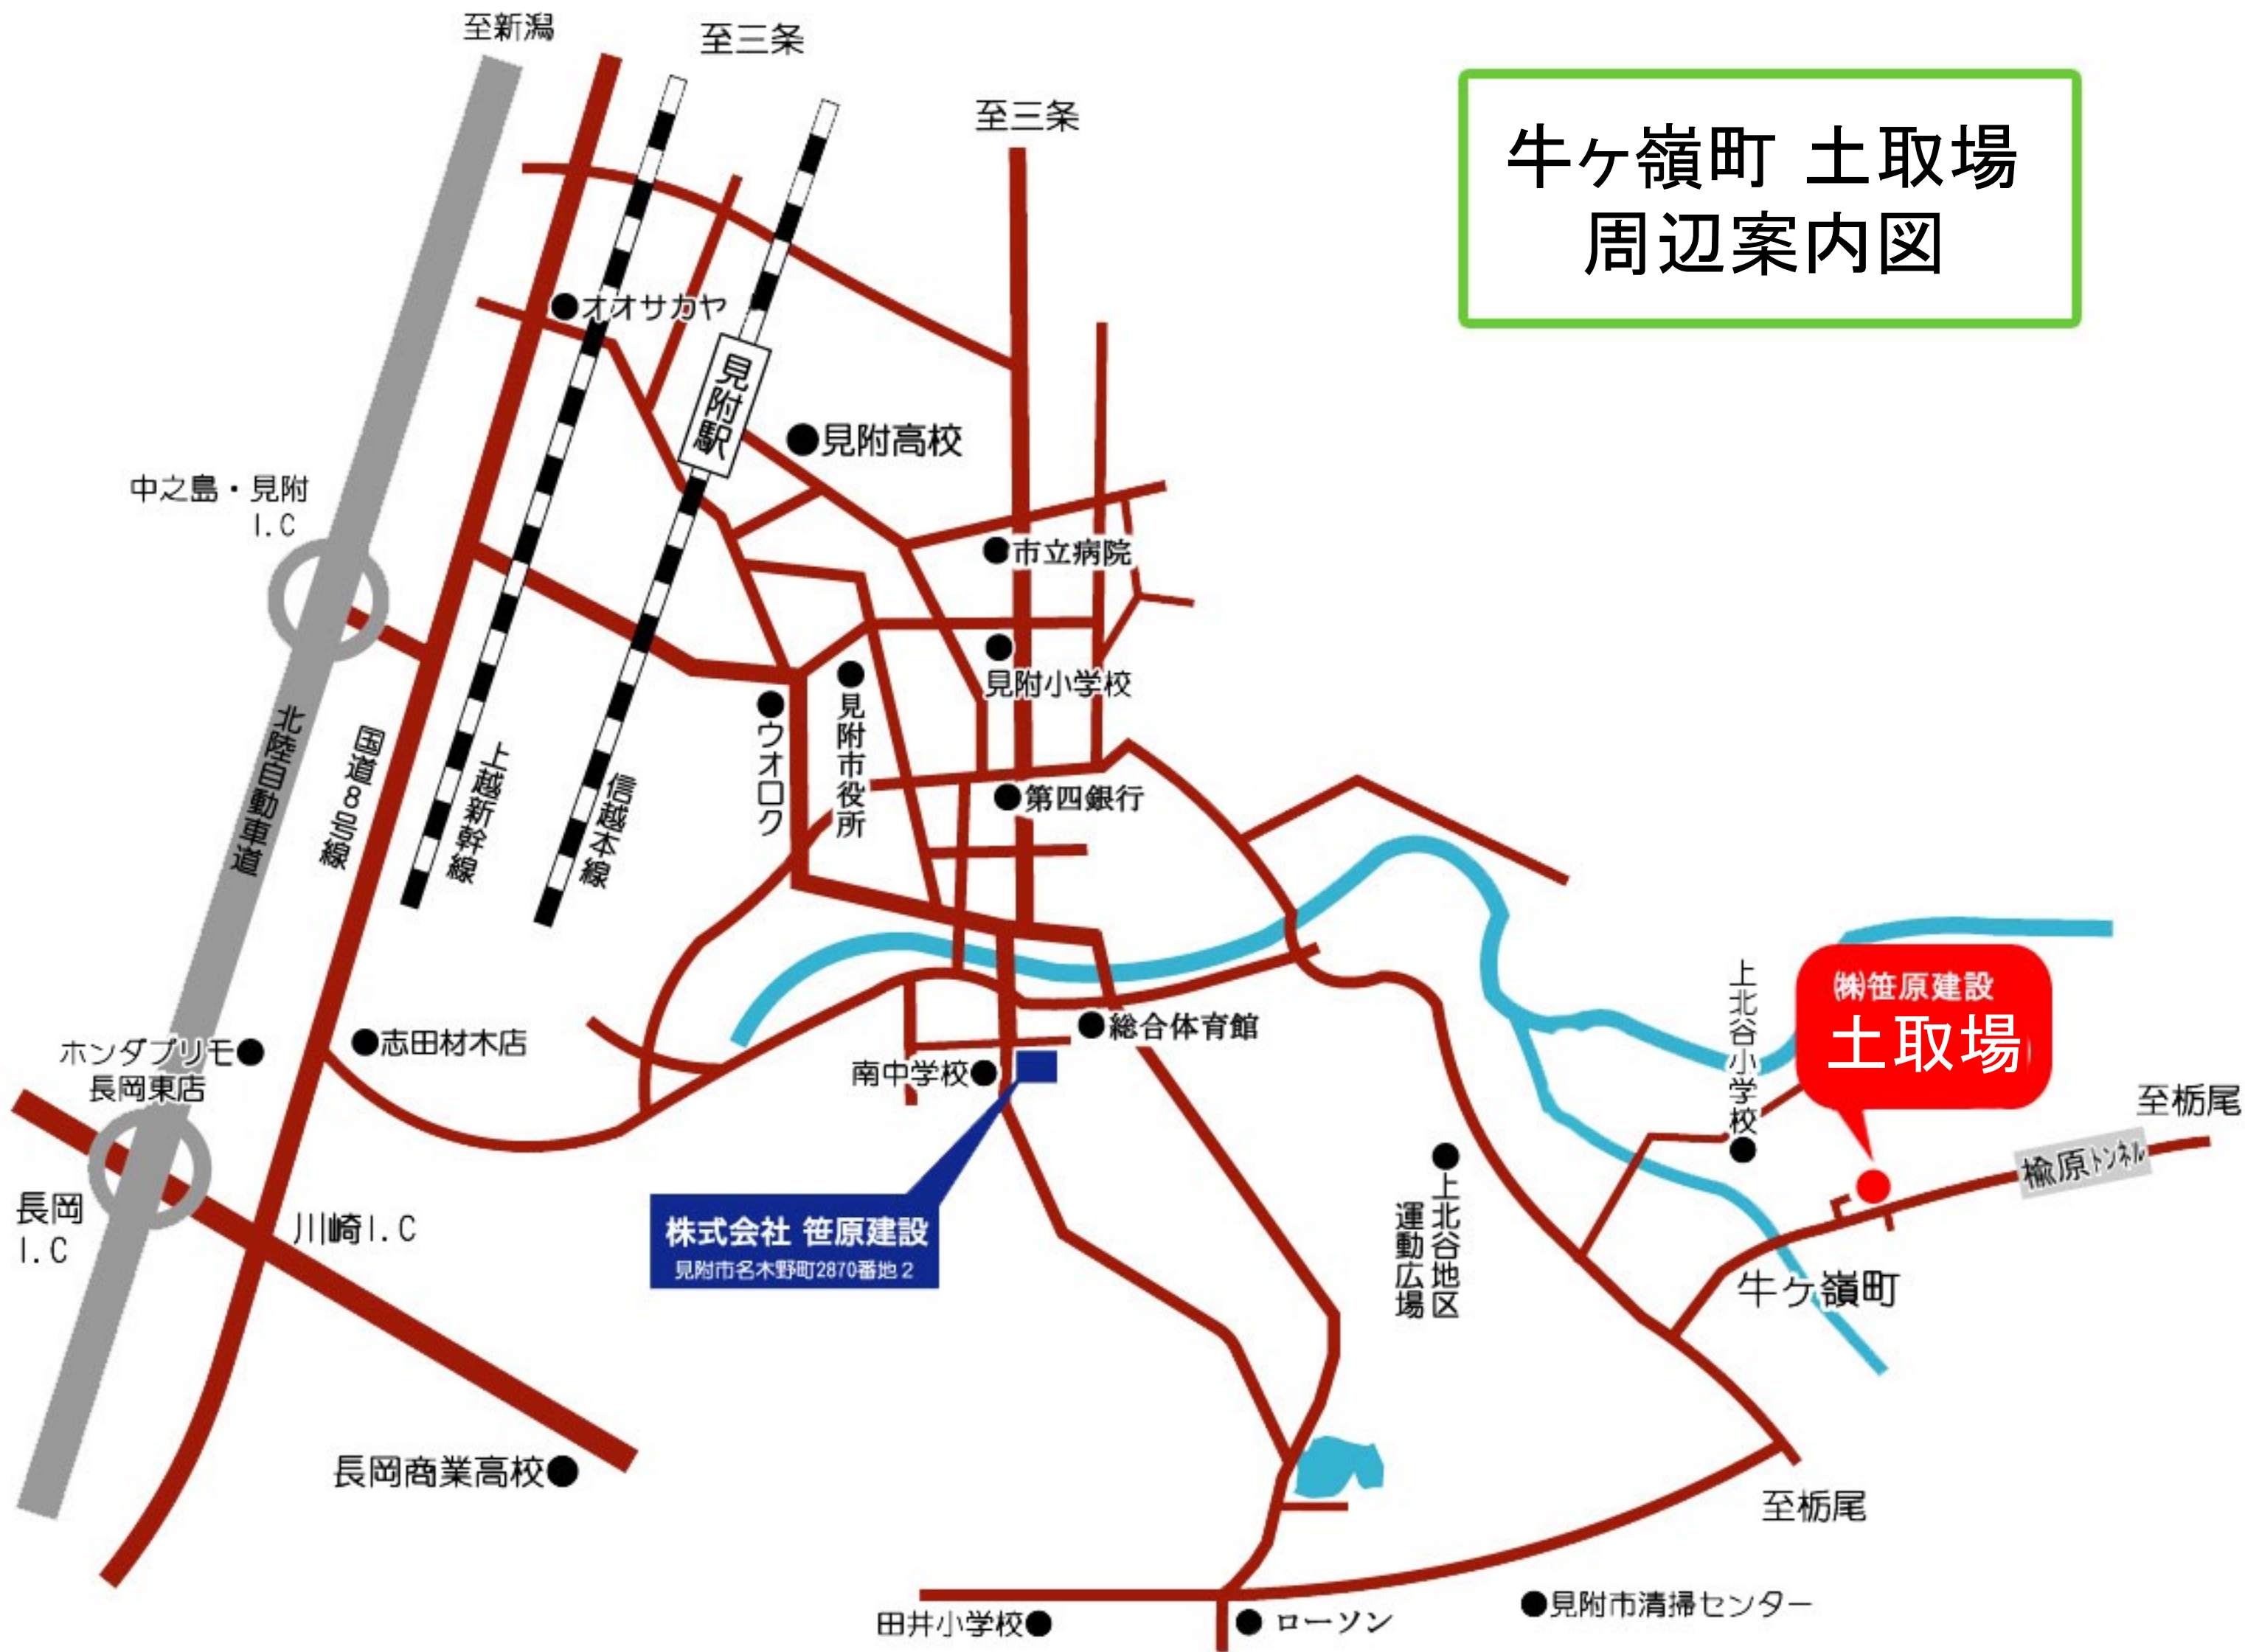 至新潟
至三条
至三条
牛ヶ嶺町 土取場
周辺案内図
●オオサカヤ
見附駅
●見附高校
中之島・見附
I.C
●市立病院
●
見附小学校
●見附市役所
●ウオロク
●第四銀行
北陸自動車道
国道8号線
上越新幹線
信越本線
㈱笹原建設
土取場
上北谷小学校●
●総合体育館
●志田材木店
ホンダプリモ●
長岡東店
南中学校●
至栃尾
楡原トンネル
●上北谷地区
運動広場
長岡
I.C
川崎I.C
株式会社 笹原建設
見附市名木野町2870番地2
牛ヶ嶺町
長岡商業高校●
至栃尾
田井小学校●
● ローソン
●見附市清掃センター